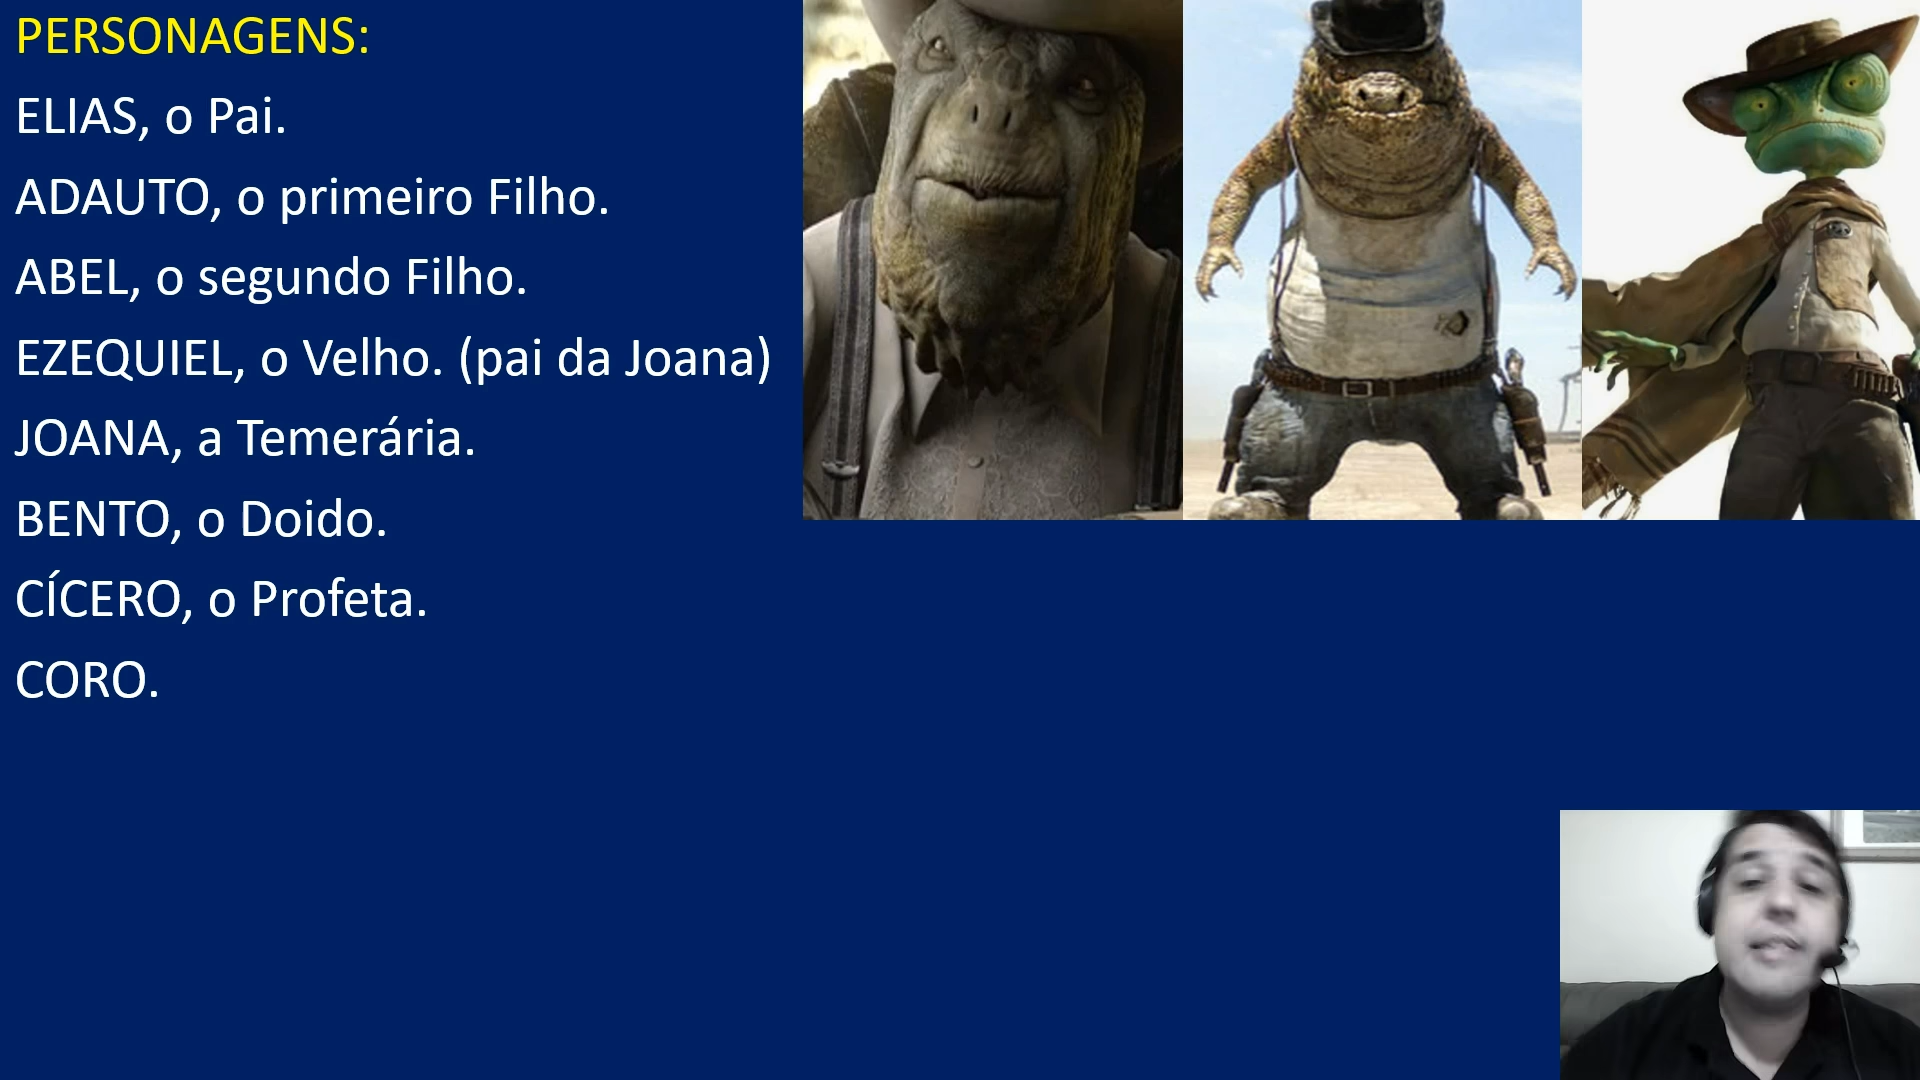 PERSONAGENS:
ELIAS, o Pai.
ADAUTO, o primeiro Filho.
ABEL, o segundo Filho.
EZEQUIEL, o Velho. (pai da Joana)
JOANA, a Temerária.
BENTO, o Doido.
CÍCERO, o Profeta.
CORO.